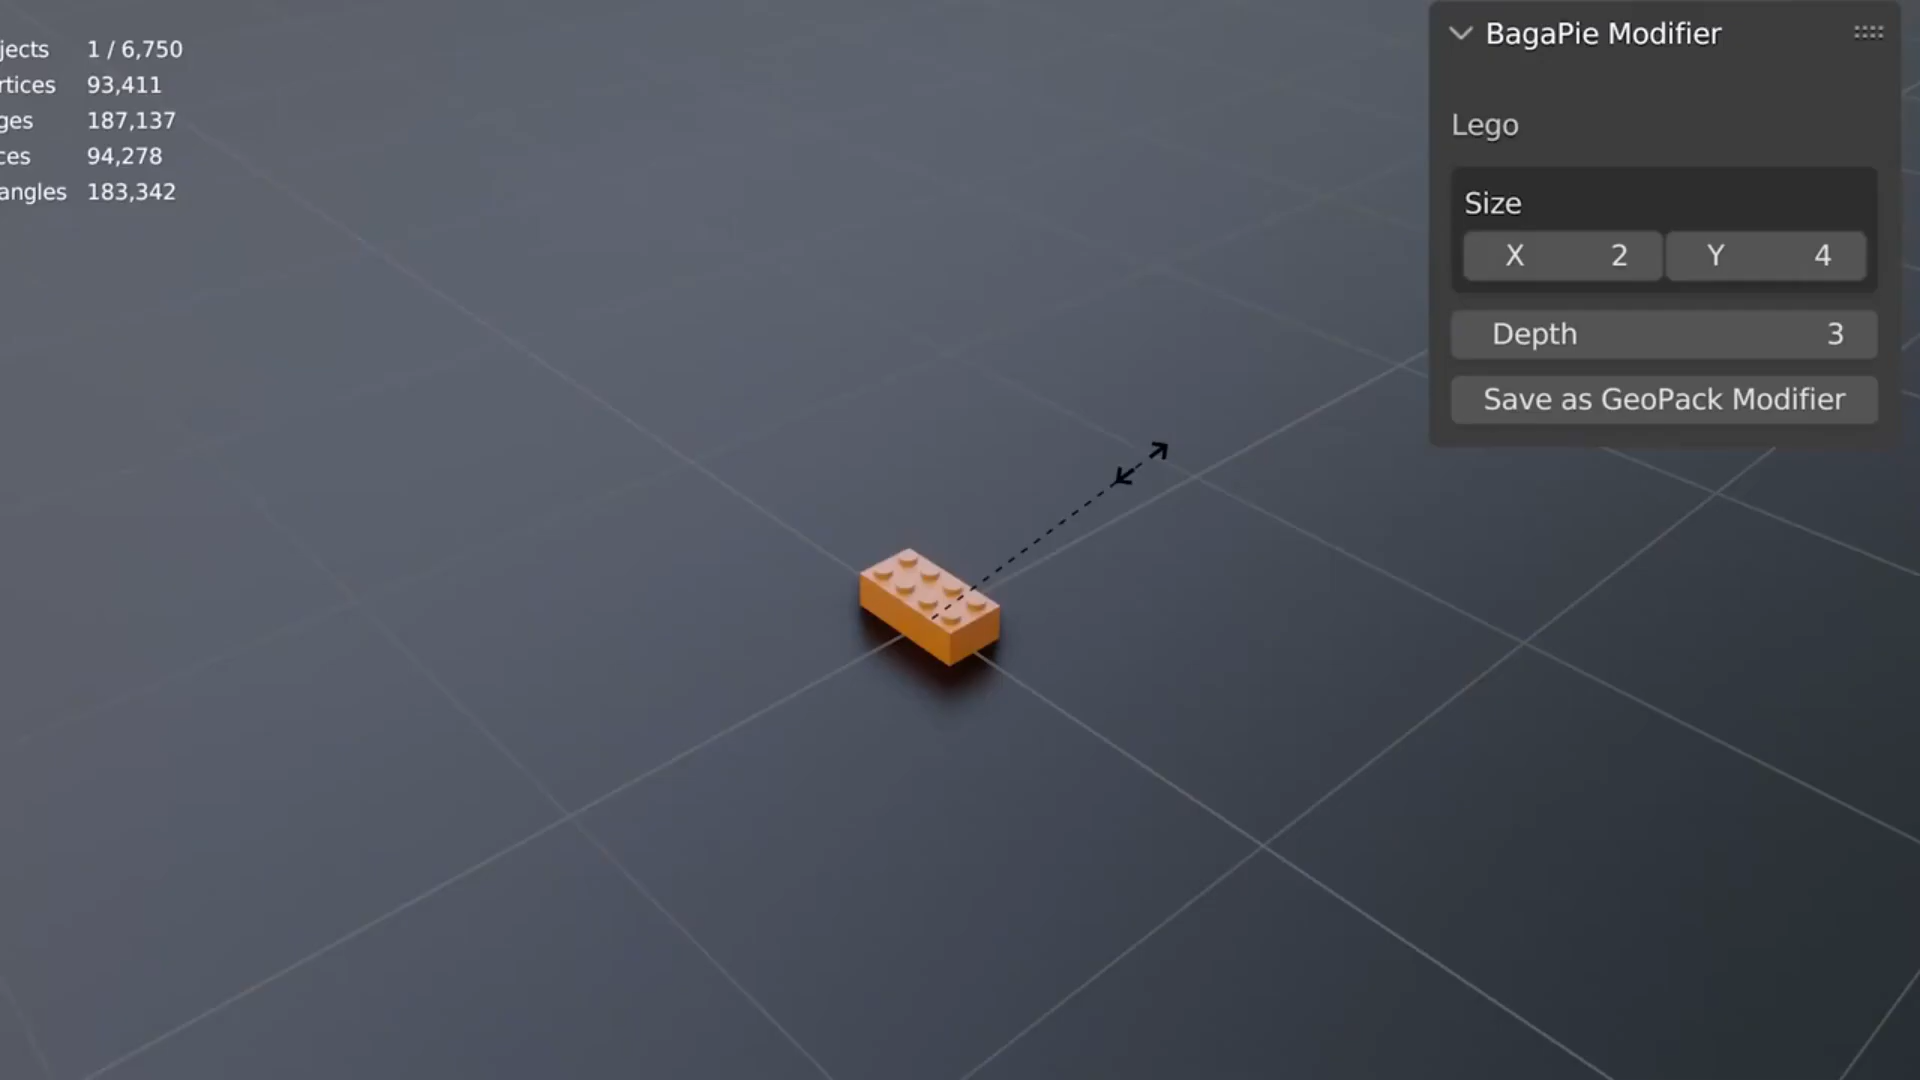 jects 1 / 6,750
rtices 93,411
ges 187,137
ces 94,278
angles 183,342
BagaPie Modifier
Lego
Size
X 2 Y 4
Depth 3
Save as GeoPack Modifier